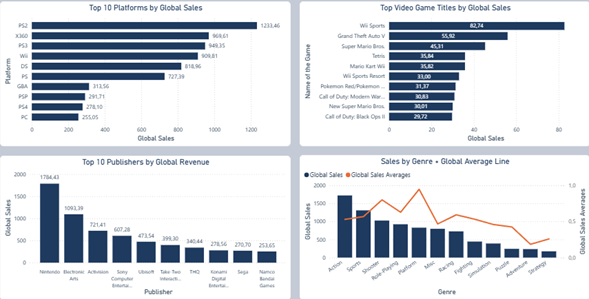 Top 10 Platforms by Global Sales
Platform
PS2 1233,46
X360 969,61
PS3 949,35
Wii 909,81
DS 818,96
PS 727,39
GBA 313,56
PSP 291,71
PS4 278,10
PC 255,05
0 200 400 600 800 1000 1200
Global Sales
Top Video Game Titles by Global Sales
Name of the Game
Wii Sports 82,74
Grand Theft Auto V 55,92
Super Mario Bros. 45,31
Tetris 35,84
Mario Kart Wii 35,82
Wii Sports Resort 33,00
Pokemon Red/Pokemon ... 31,37
Call of Duty: Modern War... 30,83
New Super Mario Bros. 30,01
Call of Duty: Black Ops II 29,72
0 20 40 60 80
Global Sales
Top 10 Publishers by Global Revenue
Global Sales
2000
1500
1000
500
0
1784,43 1093,39 721,41 607,28 473,54 399,30 340,44 278,56 270,70 253,65
Nintendo Electronic Activision Sony Ubisoft Take Two THQ Konami Sega Namco
Arts Computer Interacti... Digital Bandai
Enterta... Enterta... Games
Publisher
Sales by Genre + Global Average Line
Global Sales Global Sales Averages
Global Sales
2000
1500
1000
500
0
1,0
0,5
0,0
Global Sales Averages
Action Sports Shooter Role-Playing Platform Misc Racing Fighting Simulation Puzzle Adventure Strategy
Genre